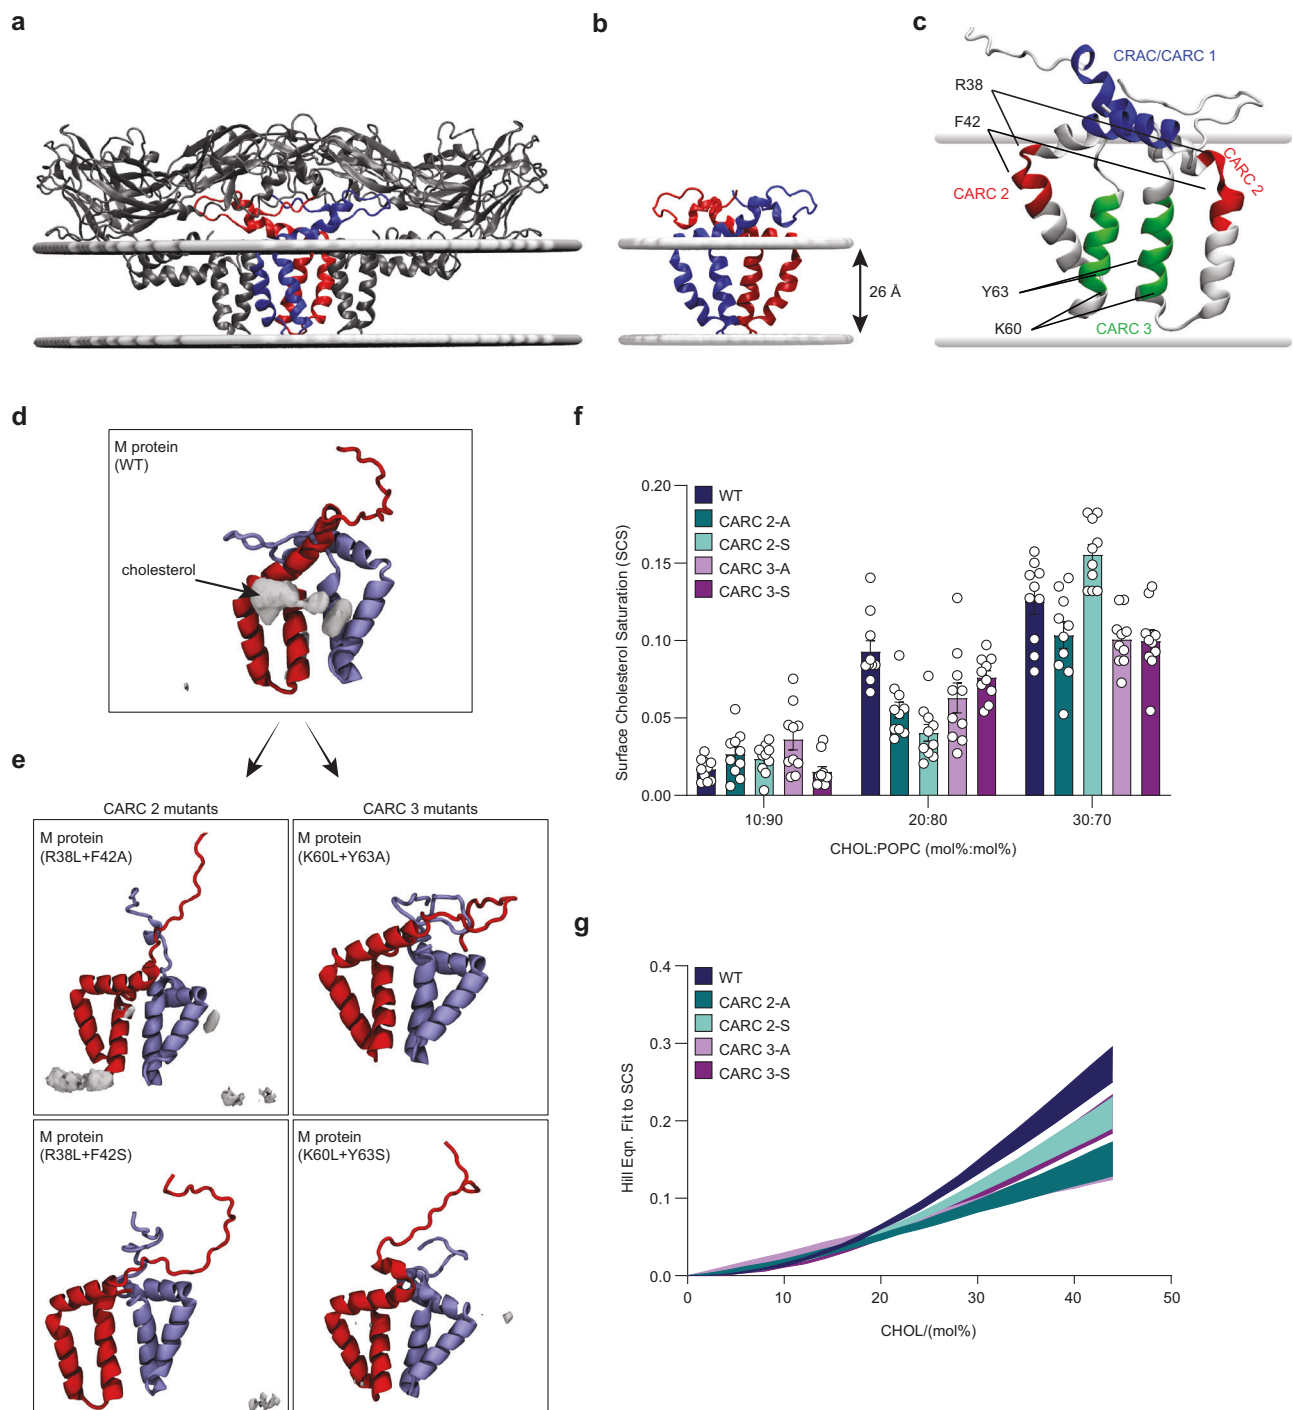 a
b
c
26 Å
CRAC/CARC 1
R38
F42
CARC 2
CARC 2
Y63
K60
CARC 3
d
M protein
(WT)
cholesterol
e
CARC 2 mutants
CARC 3 mutants
M protein
(R38L+F42A)
M protein
(K60L+Y63A)
M protein
(R38L+F42S)
M protein
(K60L+Y63S)
f
Surface Cholesterol Saturation (SCS)
0.20
0.15
0.10
0.05
0.00
WT
CARC 2-A
CARC 2-S
CARC 3-A
CARC 3-S
10:90
20:80
30:70
CHOL:POPC (mol%:mol%)
g
Hill Eqn. Fit to SCS
0.4
0.3
0.2
0.1
0.0
WT
CARC 2-A
CARC 2-S
CARC 3-A
CARC 3-S
0
10
20
30
40
50
CHOL/(mol%)